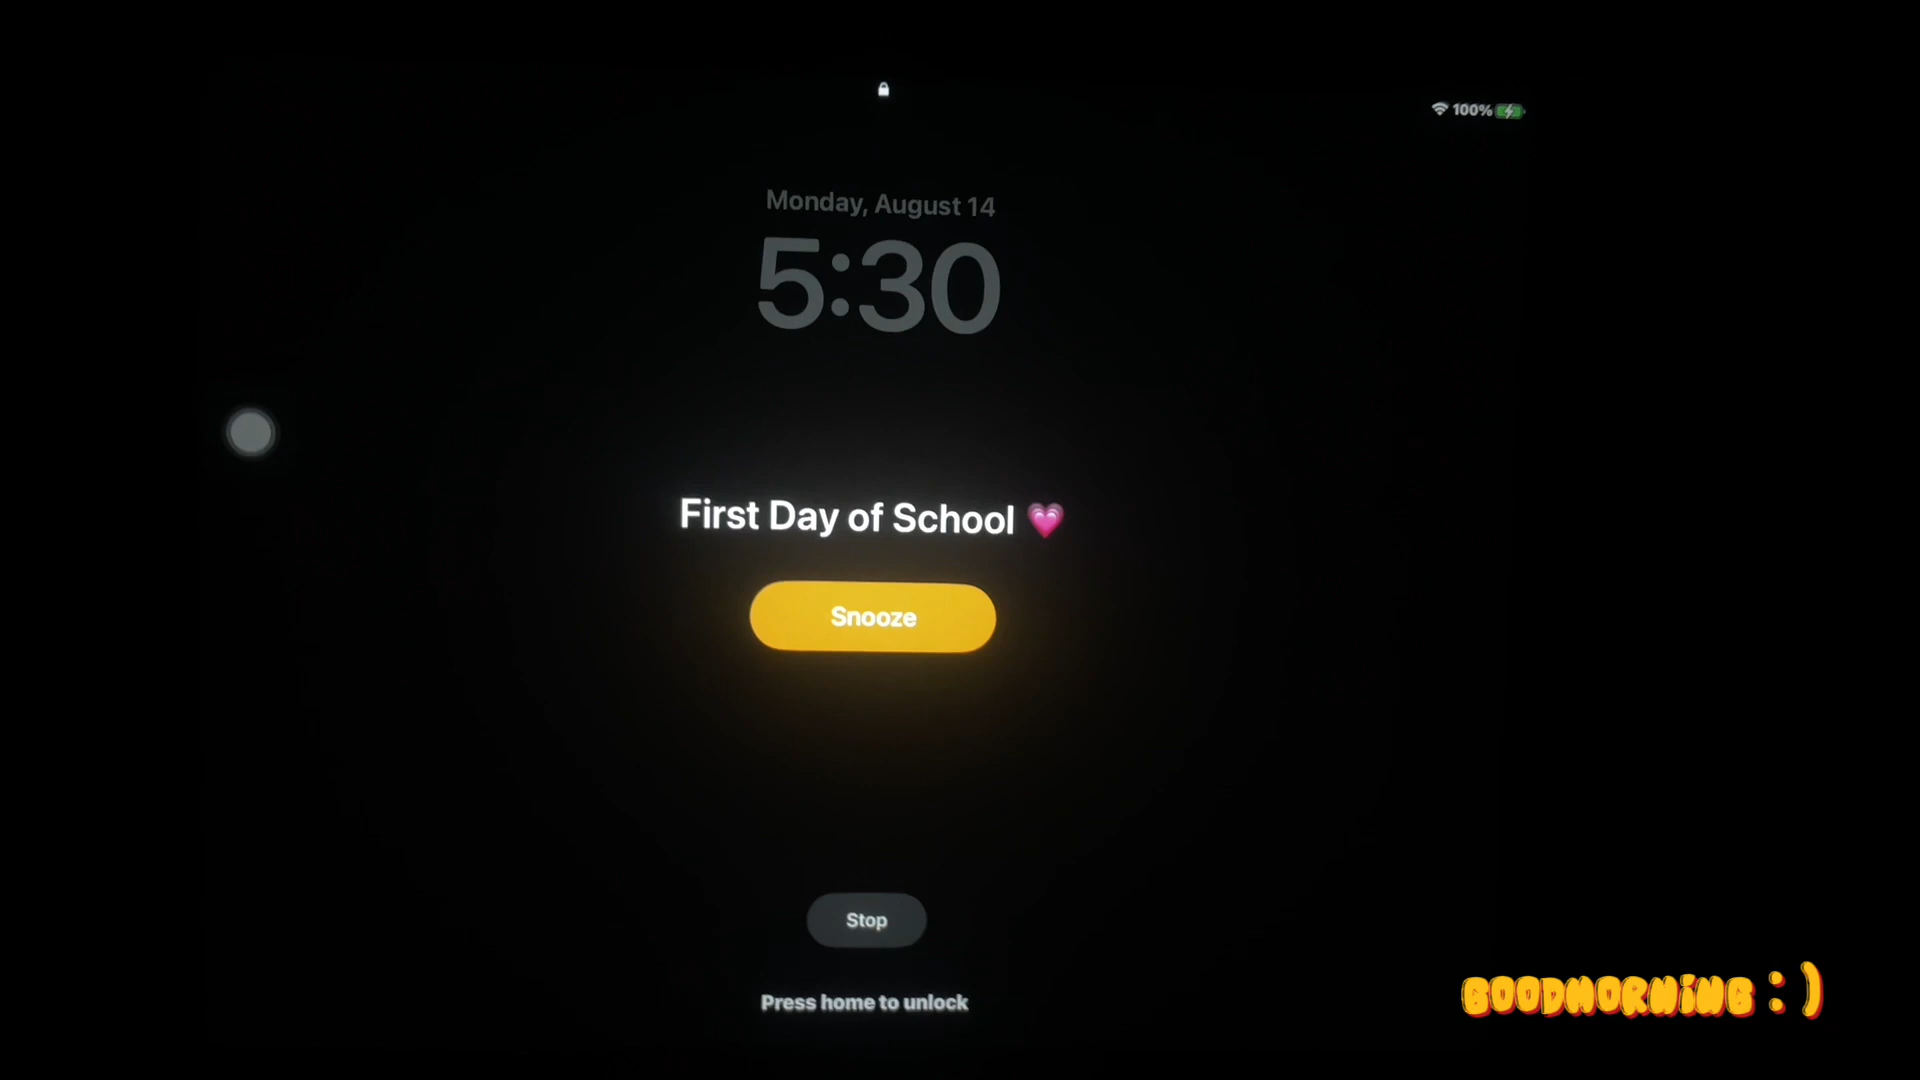 100%
Monday, August 14
5:30
First Day of School 💗
Snooze
Stop
Press home to unlock
GOODMORNING :)